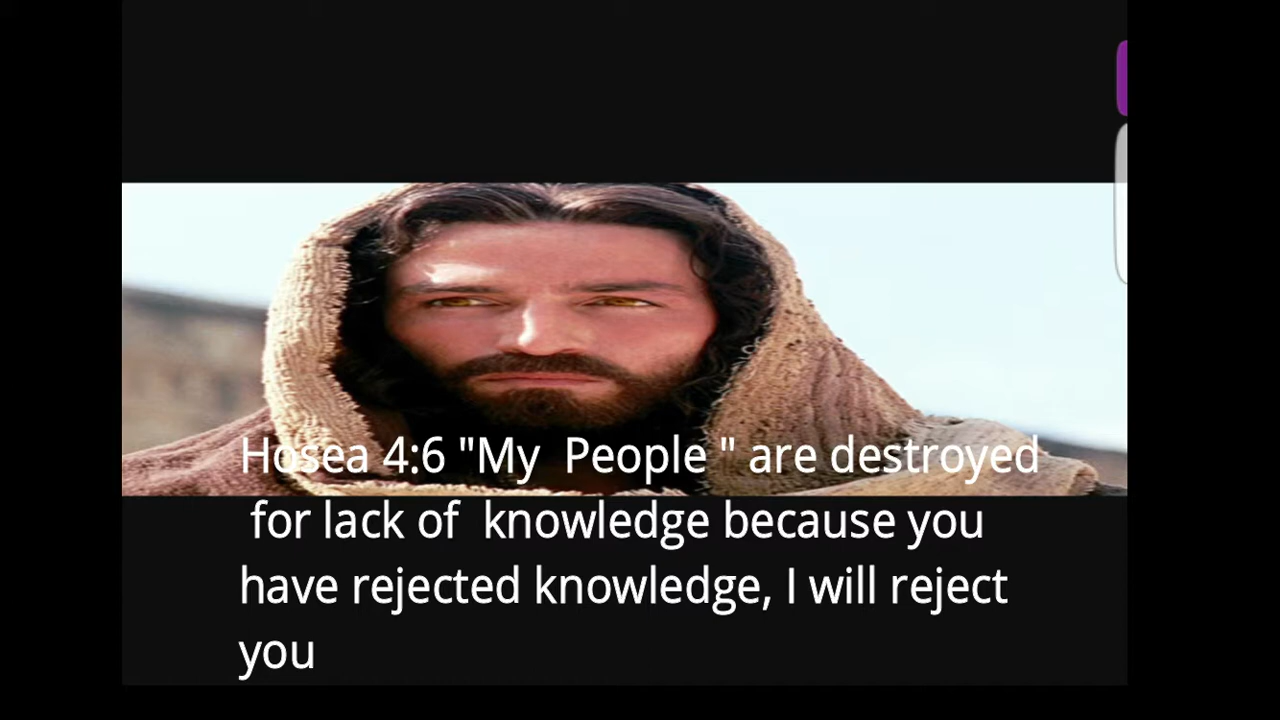 Hosea 4:6 "My  People " are destroyed
for lack of  knowledge because you
have rejected knowledge, I will reject
you